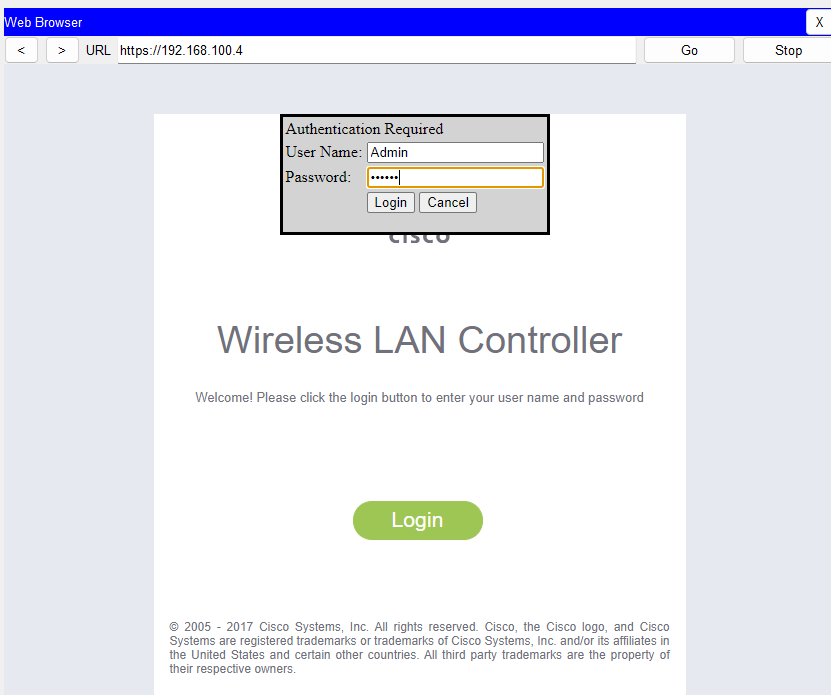 Web Browser X
< > URL https://192.168.100.4 Go Stop
Authentication Required
User Name: Admin
Password: ••••••
Login Cancel
cisco
Wireless LAN Controller
Welcome! Please click the login button to enter your user name and password
Login
© 2005 - 2017 Cisco Systems, Inc. All rights reserved. Cisco, the Cisco logo, and Cisco
Systems are registered trademarks or trademarks of Cisco Systems, Inc. and/or its affiliates in
the United States and certain other countries. All third party trademarks are the property of
their respective owners.